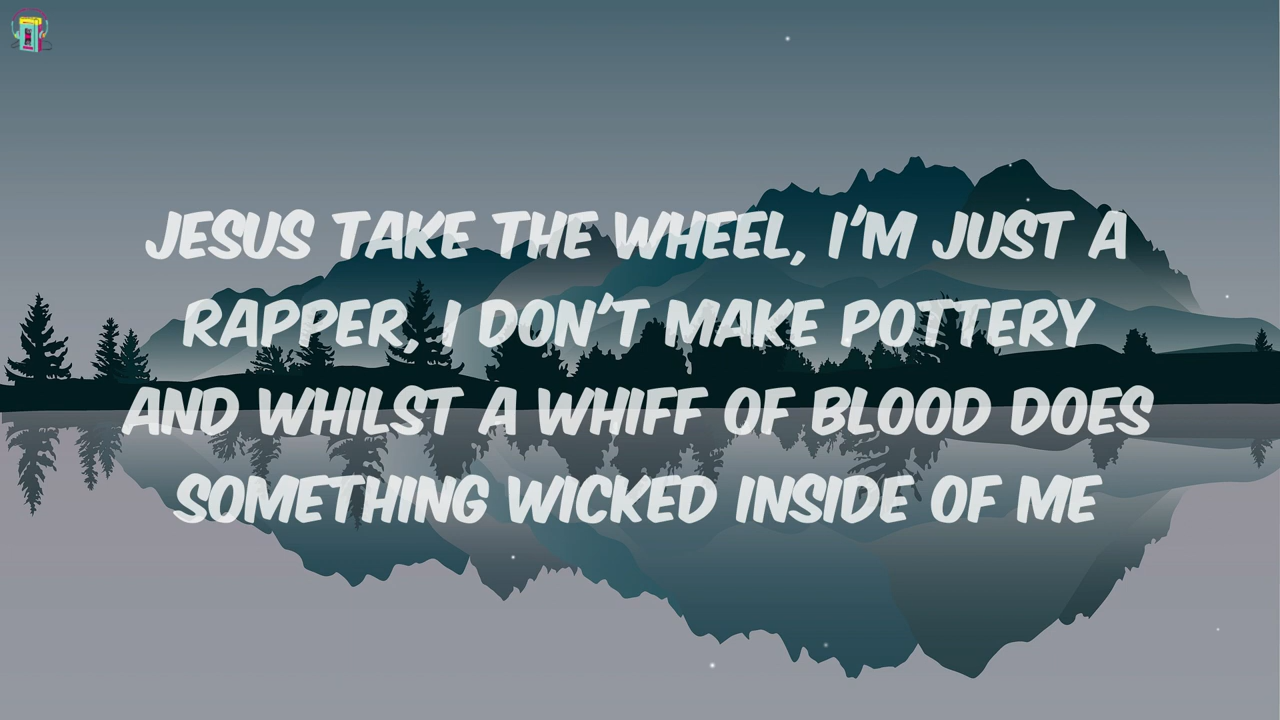 JESUS TAKE THE WHEEL, I'M JUST A
RAPPER, I DON'T MAKE POTTERY
AND WHILST A WHIFF OF BLOOD DOES
SOMETHING WICKED INSIDE OF ME